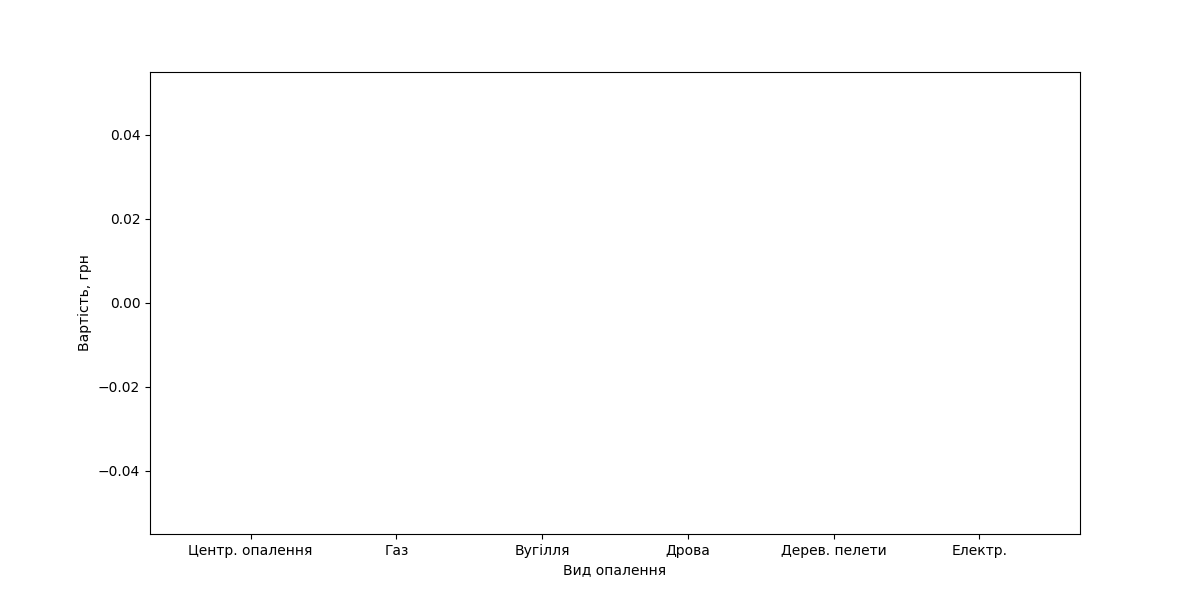 0.04
0.02
0.00
−0.02
−0.04
Вартість, грн
Центр. опалення Газ Вугілля Дрова Дерев. пелети Електр.
Вид опалення